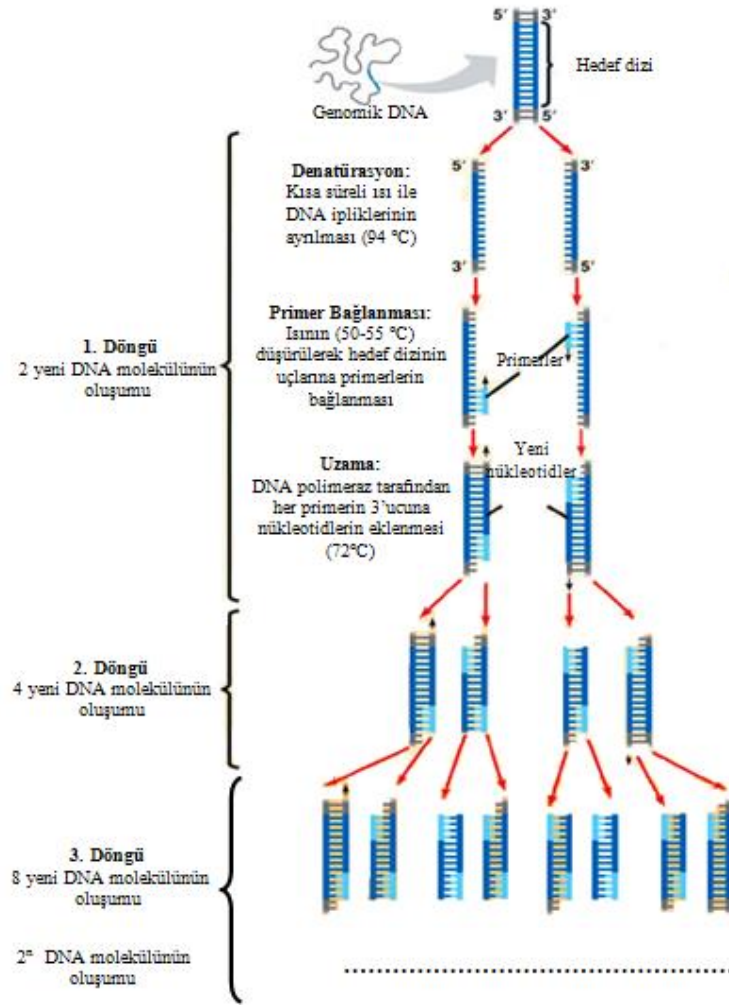 5′ 3′
Hedef dizi
Genomik DNA
3′ 5′
Denatürasyon:
Kısa süreli ısı ile
DNA ipliklerinin
ayrılması (94 °C)
5′ 3′
3′ 5′
1. Döngü
2 yeni DNA molekülünün
oluşumu
Primer Bağlanması:
Isının (50-55 °C)
düşürülerek hedef dizinin
uçlarına primerlerin
bağlanması
Primerler
Uzama:
DNA polimeraz tarafından
her primerin 3’ucuna
nükleotidlerin eklenmesi
(72°C)
Yeni
nükleotidler
2. Döngü
4 yeni DNA molekülünün
oluşumu
3. Döngü
8 yeni DNA molekülünün
oluşumu
2ⁿ DNA molekülünün
oluşumu